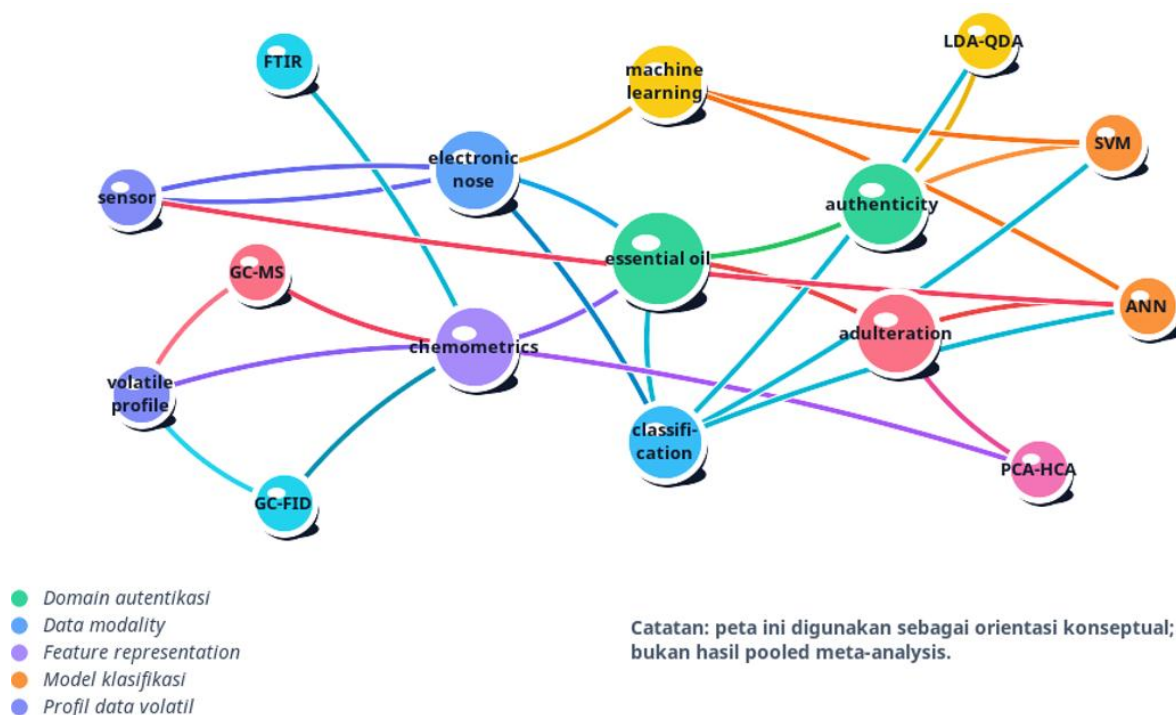 FTIR
machine
learning
LDA-QDA
SVM
electronic
nose
sensor
authenticity
essential oil
GC-MS
ANN
adulteration
chemometrics
volatile
profile
classifi-
cation
PCA-HCA
GC-FID
Domain autentikasi
Data modality
Feature representation
Model klasifikasi
Profil data volatil
Catatan: peta ini digunakan sebagai orientasi konseptual;
bukan hasil pooled meta-analysis.